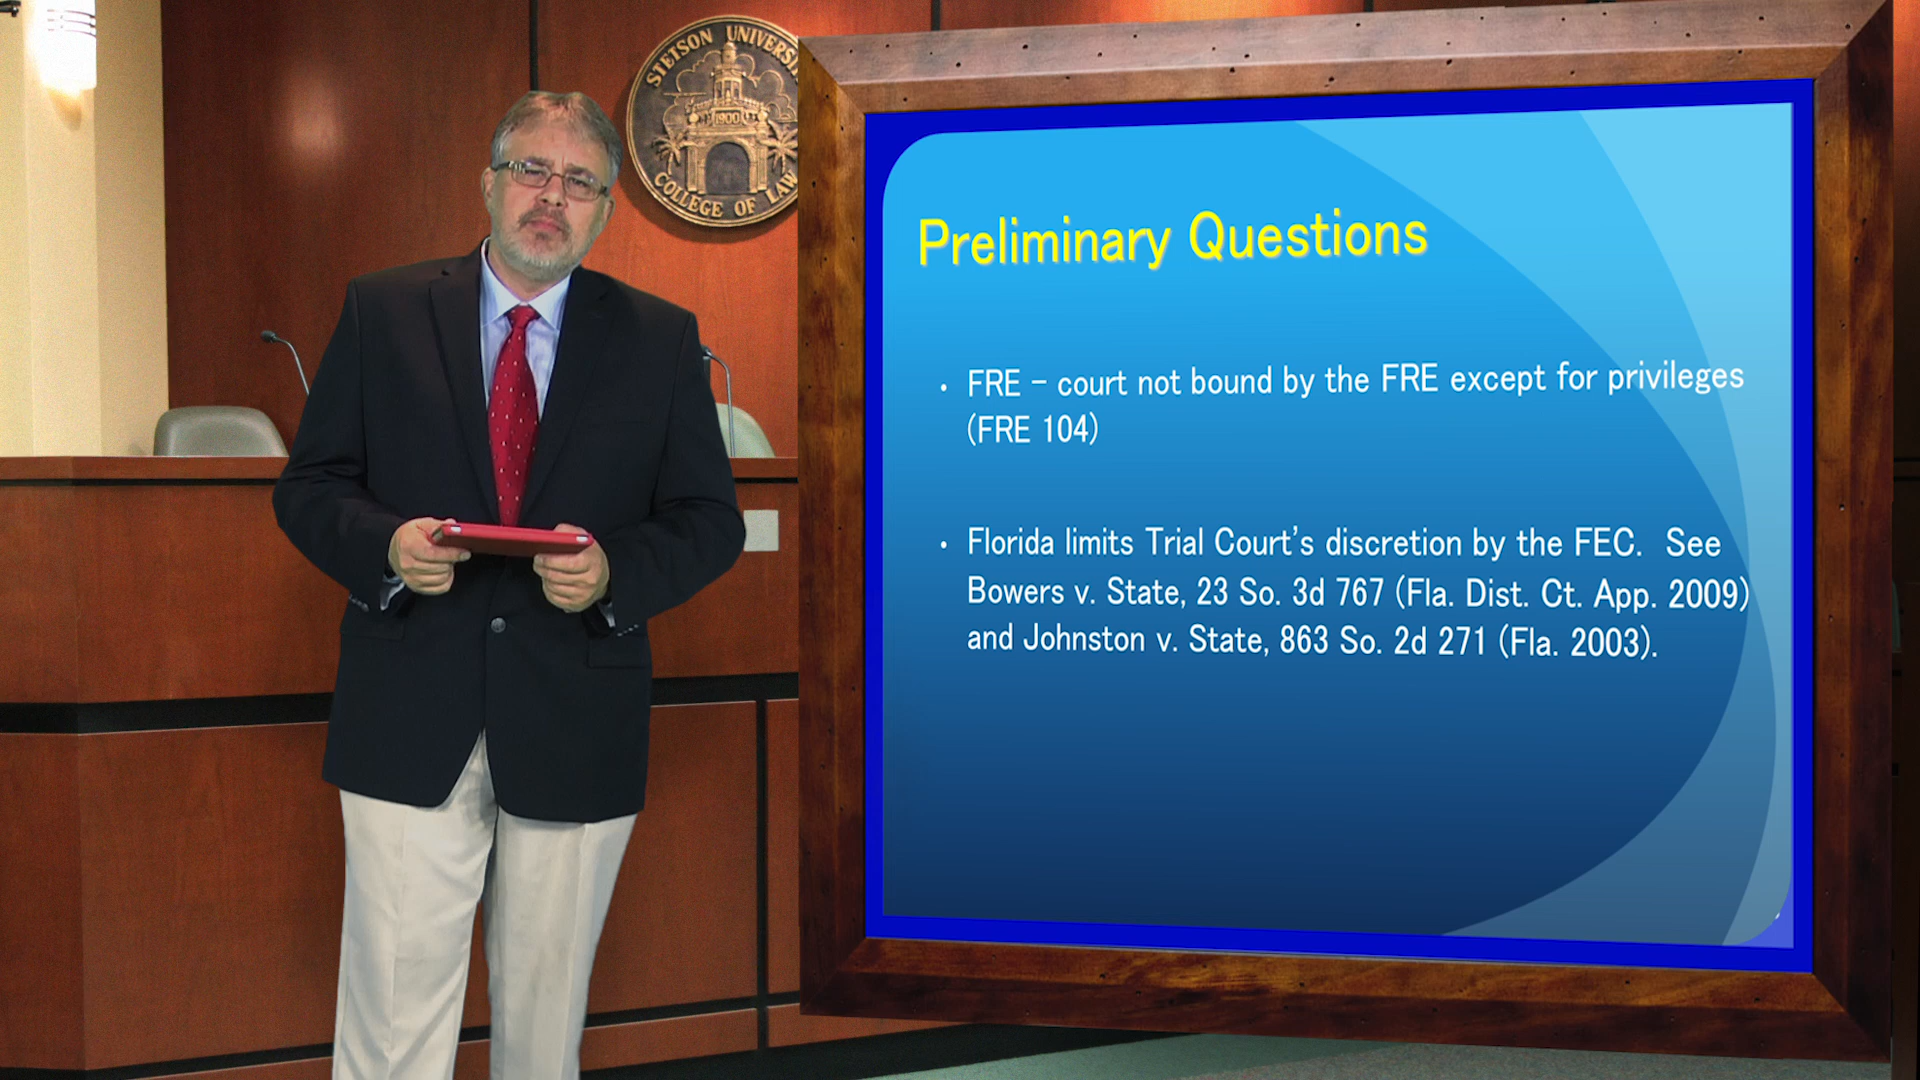 STETSON UNIVERSI
1900
COLLEGE OF LAW
Preliminary Questions
• FRE – court not bound by the FRE except for privileges
(FRE 104)
• Florida limits Trial Court's discretion by the FEC. See
Bowers v. State, 23 So. 3d 767 (Fla. Dist. Ct. App. 2009)
and Johnston v. State, 863 So. 2d 271 (Fla. 2003).